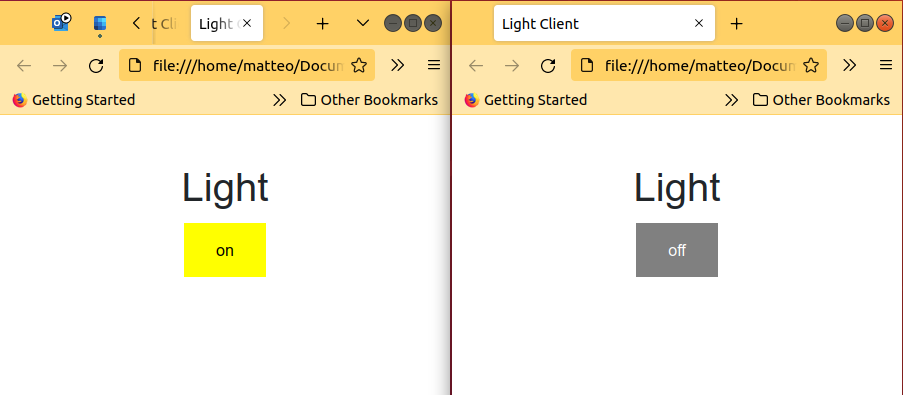 t Cli
Light
file:///home/matteo/Docum
Getting Started
Other Bookmarks
Light
on
Light Client
file:///home/matteo/Docum
Getting Started
Other Bookmarks
Light
off